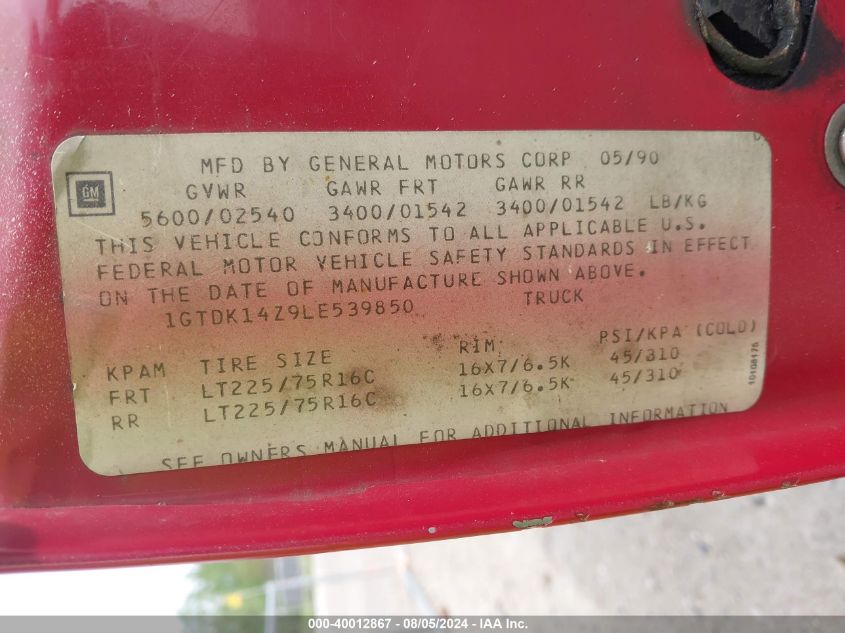 MFD BY GENERAL MOTORS CORP 05/90
GM
GVWR GAWR FRT GAWR RR
5600/02540 3400/01542 3400/01542 LB/KG
THIS VEHICLE CONFORMS TO ALL APPLICABLE U.S.
FEDERAL MOTOR VEHICLE SAFETY STANDARDS IN EFFECT
ON THE DATE OF MANUFACTURE SHOWN ABOVE.
1GTDK14Z9LE539850 TRUCK
KPAM TIRE SIZE RIM PSI/KPA (COLD)
FRT LT225/75R16C 16X7/6.5K 45/310
RR LT225/75R16C 16X7/6.5K 45/310
SEE OWNERS MANUAL FOR ADDITIONAL INFORMATION
10108175
000-40012867 - 08/05/2024 - IAA Inc.